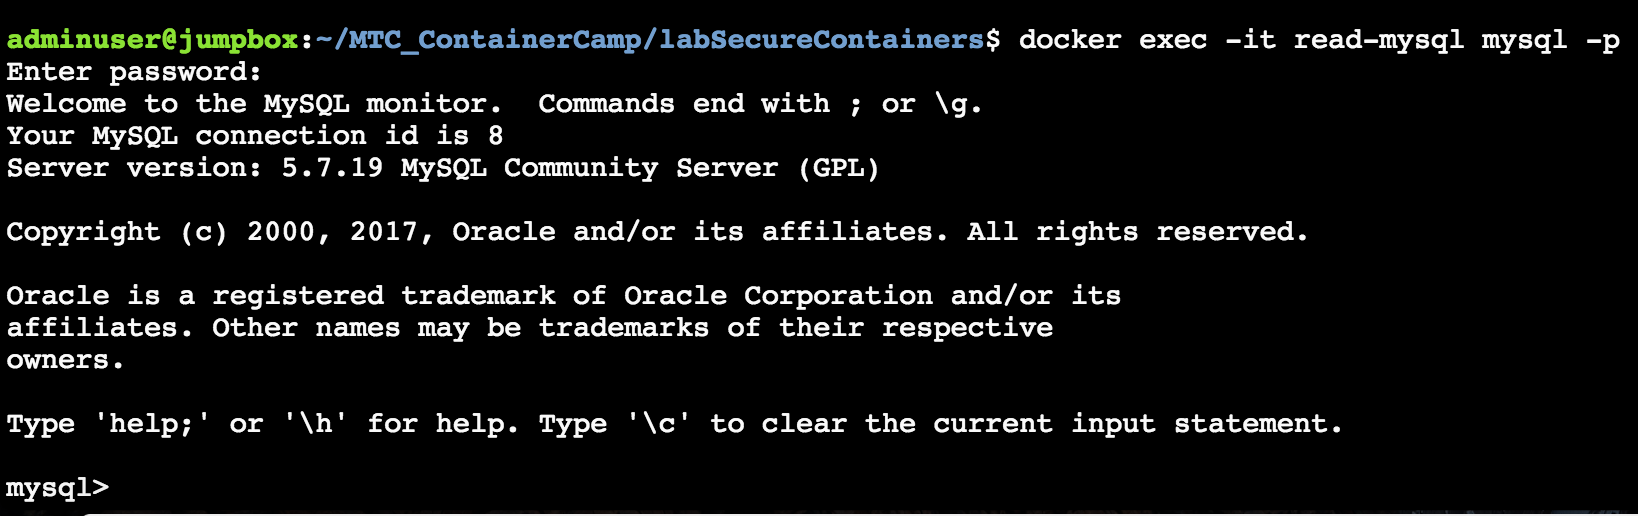 adminuser@jumpbox:~/MTC_ContainerCamp/labSecureContainers$ docker exec -it read-mysql mysql -p
Enter password:
Welcome to the MySQL monitor.  Commands end with ; or \g.
Your MySQL connection id is 8
Server version: 5.7.19 MySQL Community Server (GPL)

Copyright (c) 2000, 2017, Oracle and/or its affiliates. All rights reserved.

Oracle is a registered trademark of Oracle Corporation and/or its
affiliates. Other names may be trademarks of their respective
owners.

Type 'help;' or '\h' for help. Type '\c' to clear the current input statement.

mysql>